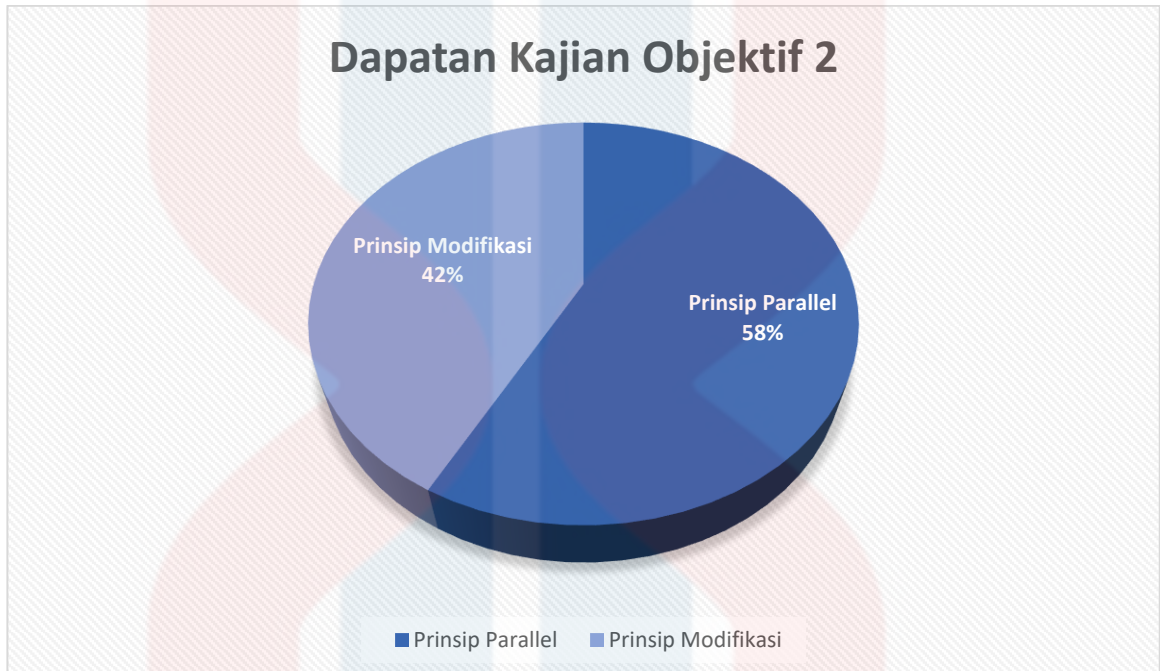 Dapatan Kajian Objektif 2
Prinsip Modifikasi
42%
Prinsip Parallel
58%
Prinsip Parallel
Prinsip Modifikasi